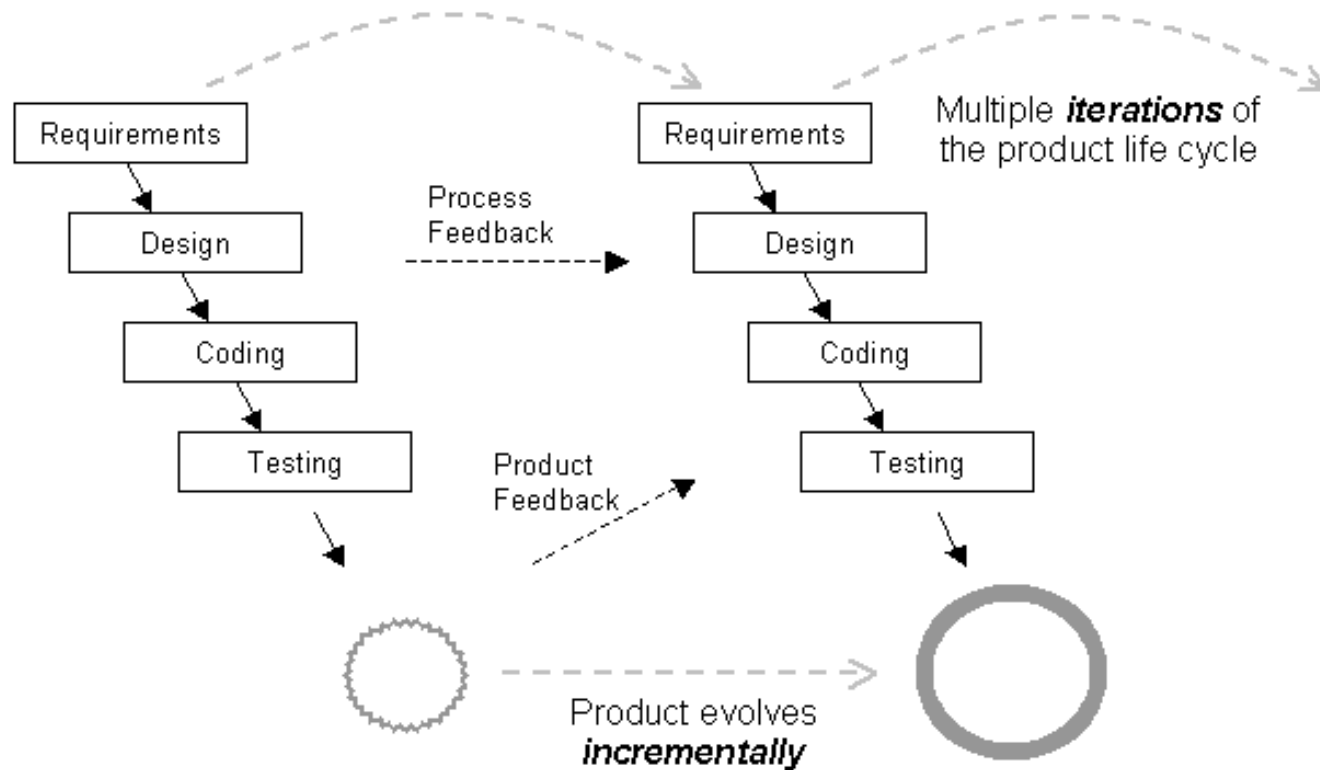 Requirements
Design
Coding
Testing
Process
Feedback
Product
Feedback
Requirements
Design
Coding
Testing
Multiple iterations of
the product life cycle
Product evolves
incrementally